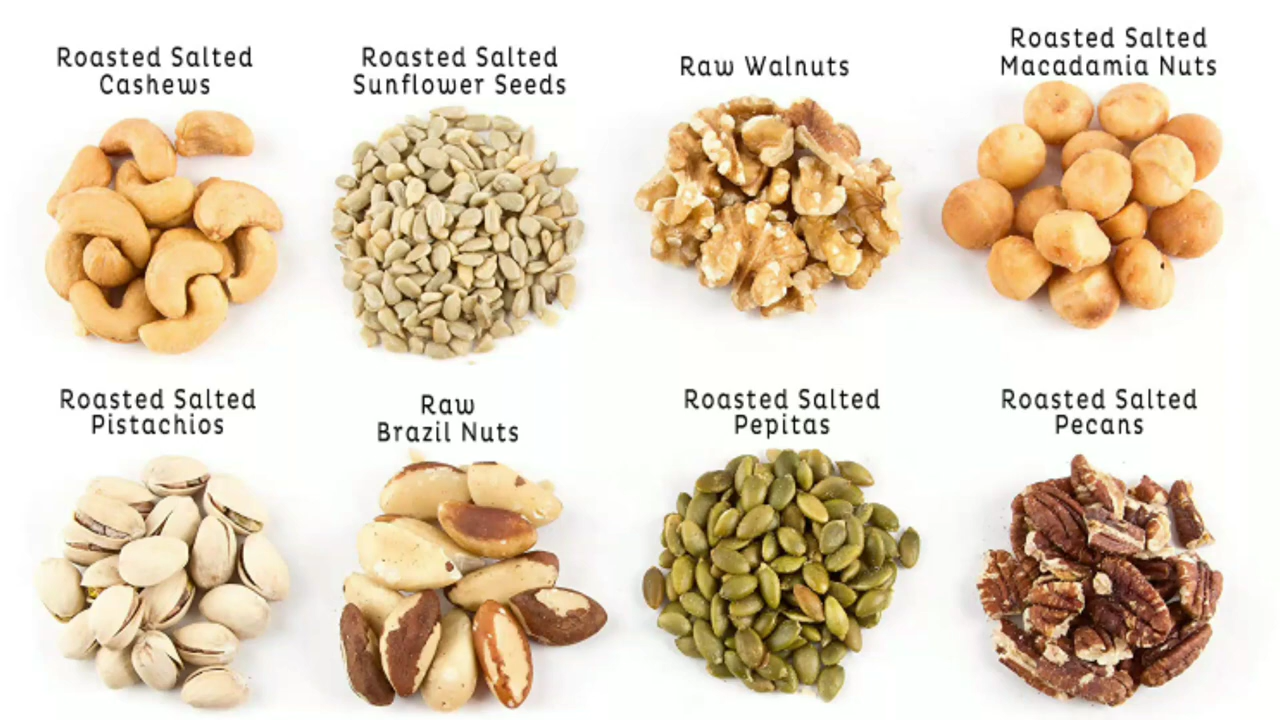 Roasted Salted
Cashews
Roasted Salted
Sunflower Seeds
Raw Walnuts
Roasted Salted
Macadamia Nuts
Roasted Salted
Pistachios
Raw
Brazil Nuts
Roasted Salted
Pepitas
Roasted Salted
Pecans